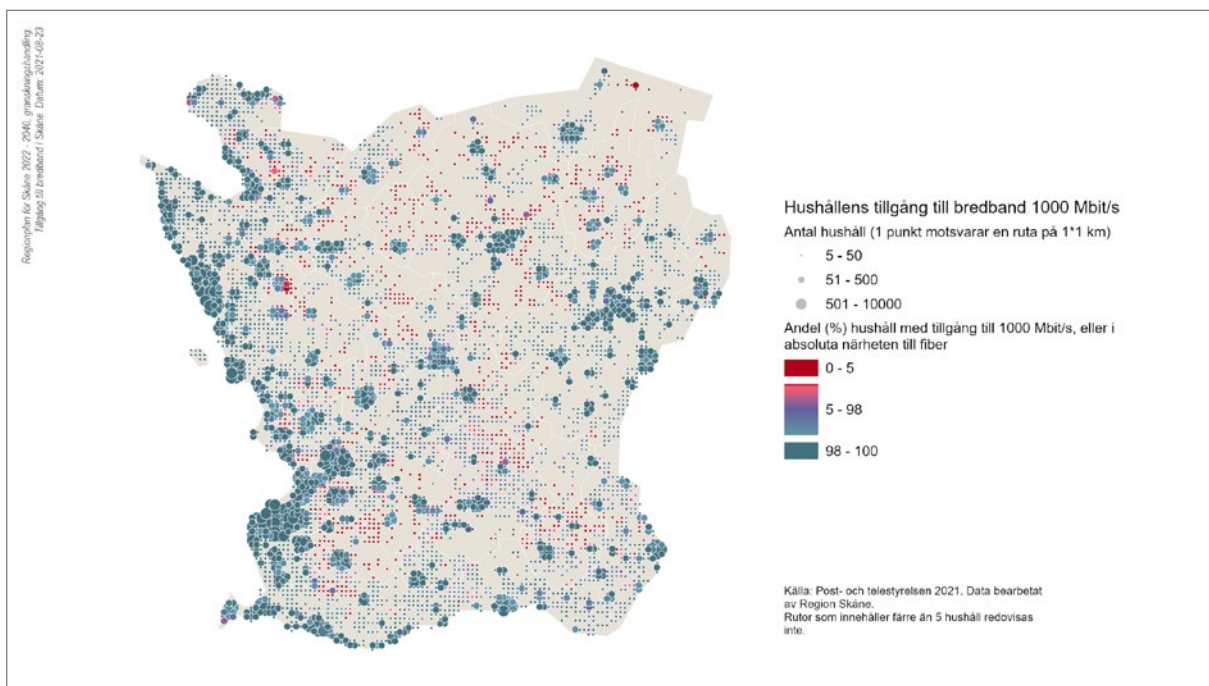 Regionplan för Skåne 2022 - 2040, granskningshandling.
Tillgång till bredband i Skåne. Datum: 2021-08-23
Hushållens tillgång till bredband 1000 Mbit/s
Antal hushåll (1 punkt motsvarar en ruta på 1*1 km)
5 - 50
51 - 500
501 - 10000
Andel (%) hushåll med tillgång till 1000 Mbit/s, eller i
absoluta närheten till fiber
0 - 5
5 - 98
98 - 100
Källa: Post- och telestyrelsen 2021. Data bearbetat
av Region Skåne.
Rutor som innehåller färre än 5 hushåll redovisas
inte.